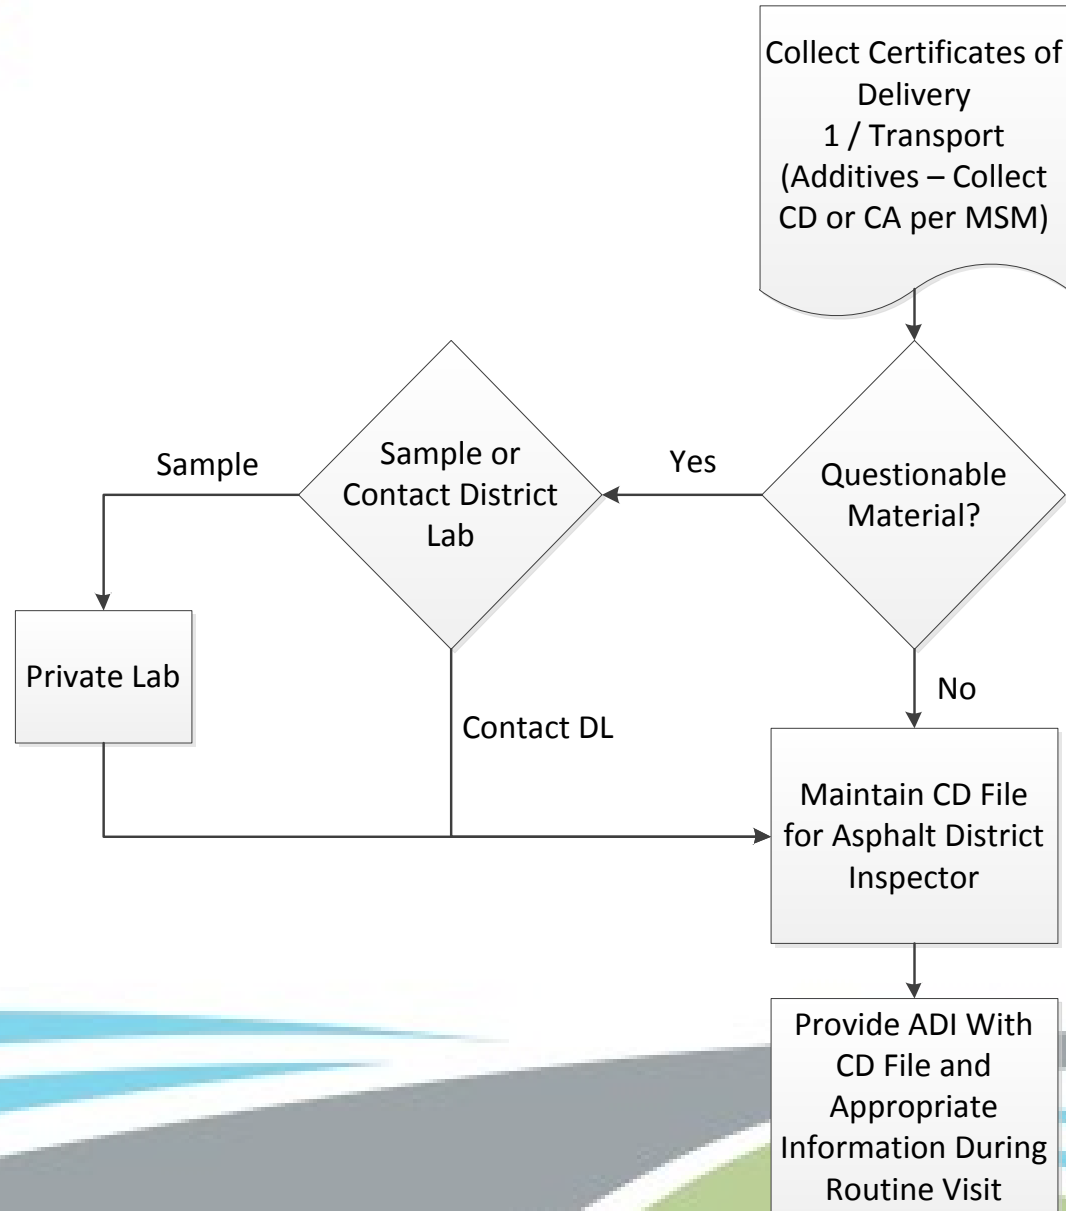 Collect Certificates of
Delivery
1 / Transport
(Additives – Collect
CD or CA per MSM)
Questionable
Material?
Yes
No
Sample or
Contact District
Lab
Sample
Contact DL
Private Lab
Maintain CD File
for Asphalt District
Inspector
Provide ADI With
CD File and
Appropriate
Information During
Routine Visit